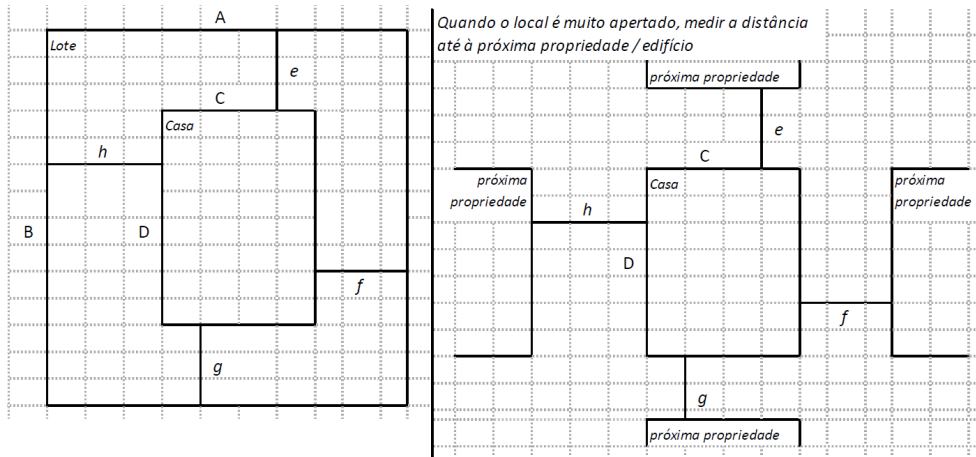 A
Lote
e
C
Casa
h
B
D
f
g
Quando o local é muito apertado, medir a distância
até à próxima propriedade / edifício
próxima propriedade
e
C
próxima
propriedade
Casa
próxima
propriedade
h
D
f
g
próxima propriedade